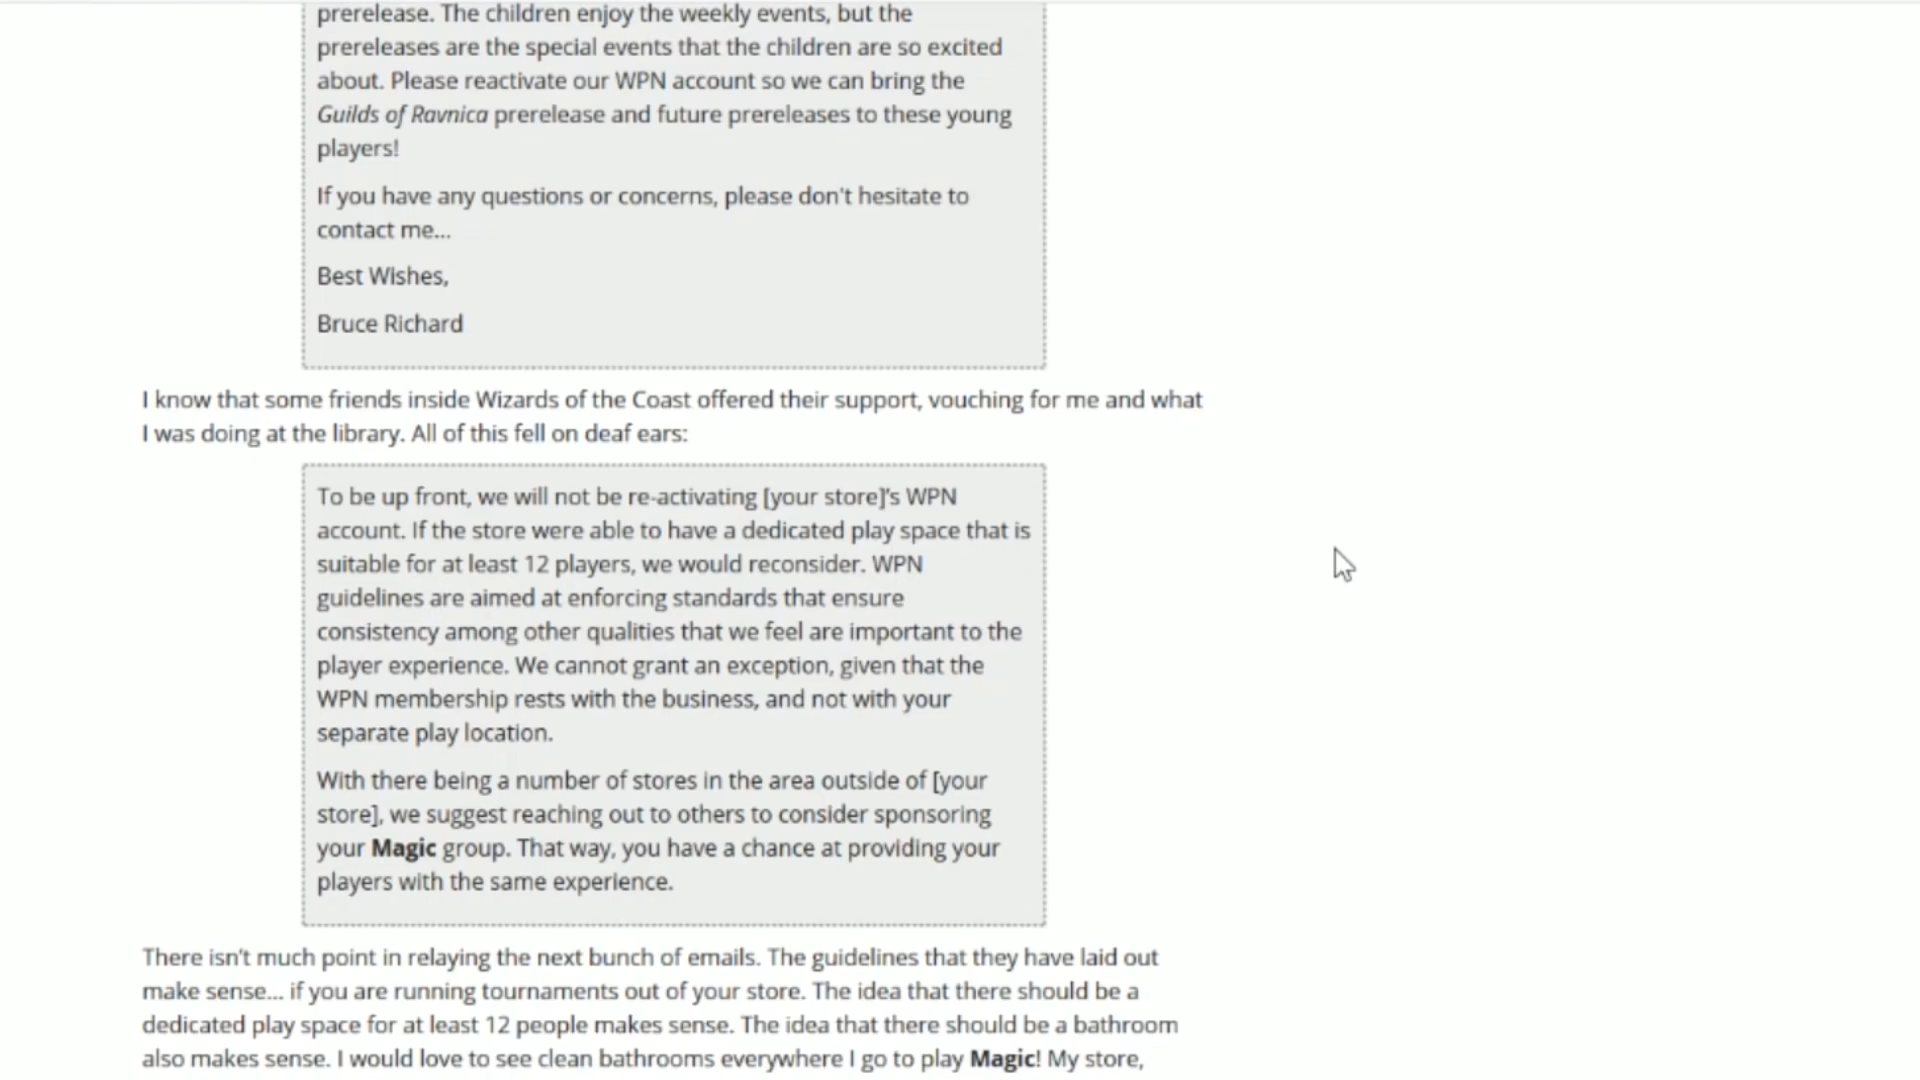 prerelease. The children enjoy the weekly events, but the
prereleases are the special events that the children are so excited
about. Please reactivate our WPN account so we can bring the
Guilds of Ravnica prerelease and future prereleases to these young
players!
If you have any questions or concerns, please don't hesitate to
contact me...
Best Wishes,
Bruce Richard
I know that some friends inside Wizards of the Coast offered their support, vouching for me and what
I was doing at the library. All of this fell on deaf ears:
To be up front, we will not be re-activating [your store]'s WPN
account. If the store were able to have a dedicated play space that is
suitable for at least 12 players, we would reconsider. WPN
guidelines are aimed at enforcing standards that ensure
consistency among other qualities that we feel are important to the
player experience. We cannot grant an exception, given that the
WPN membership rests with the business, and not with your
separate play location.
With there being a number of stores in the area outside of [your
store], we suggest reaching out to others to consider sponsoring
your Magic group. That way, you have a chance at providing your
players with the same experience.
There isn't much point in relaying the next bunch of emails. The guidelines that they have laid out
make sense... if you are running tournaments out of your store. The idea that there should be a
dedicated play space for at least 12 people makes sense. The idea that there should be a bathroom
also makes sense. I would love to see clean bathrooms everywhere I go to play Magic! My store,